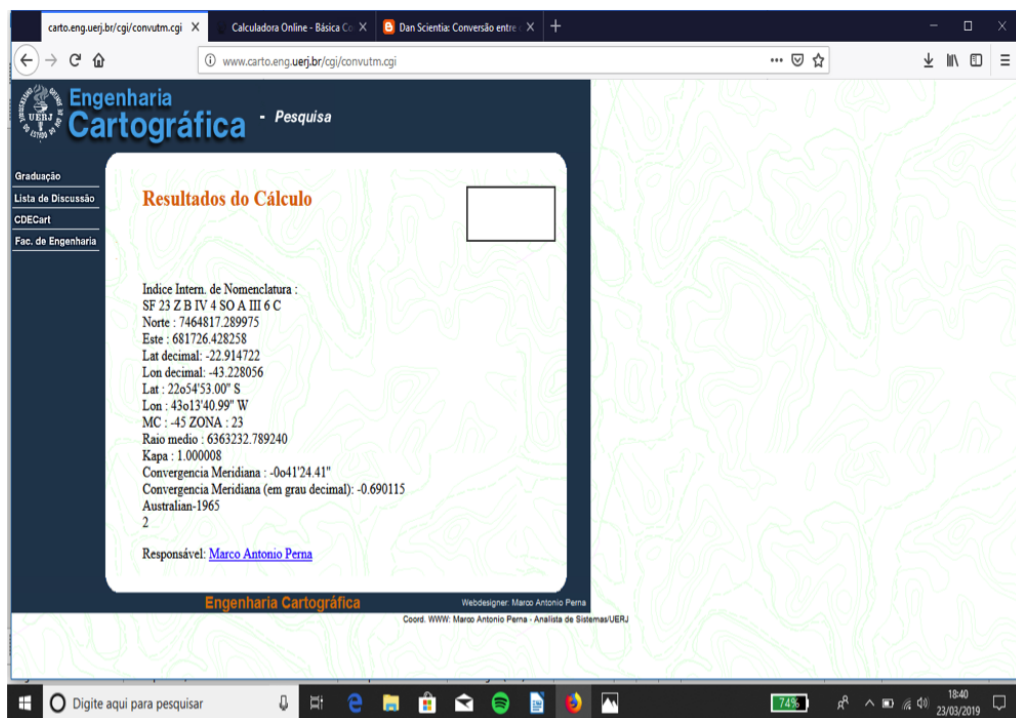 carto.eng.uerj.br/cgi/convutm.cgi
Calculadora Online - Básica Co
Dan Scientia: Conversão entre
www.carto.eng.uerj.br/cgi/convutm.cgi
UERJ
Engenharia
Cartográfica - Pesquisa
Graduação
Lista de Discussão
CDECart
Fac. de Engenharia
Resultados do Cálculo
Indice Intern. de Nomenclatura :
SF 23 Z B IV 4 SO A III 6 C
Norte : 7464817.289975
Este : 681726.428258
Lat decimal: -22.914722
Lon decimal: -43.228056
Lat : 22o54'53.00" S
Lon : 43o13'40.99" W
MC : -45 ZONA : 23
Raio medio : 6363232.789240
Kapa : 1.000008
Convergencia Meridiana : -0o41'24.41"
Convergencia Meridiana (em grau decimal): -0.690115
Australian-1965
2
Responsável: Marco Antonio Perna
Engenharia Cartográfica
Webdesigner: Marco Antonio Perna
Coord. WWW: Marco Antonio Perna - Analista de Sistemas/UERJ
Digite aqui para pesquisar
74%
18:40
23/03/2019